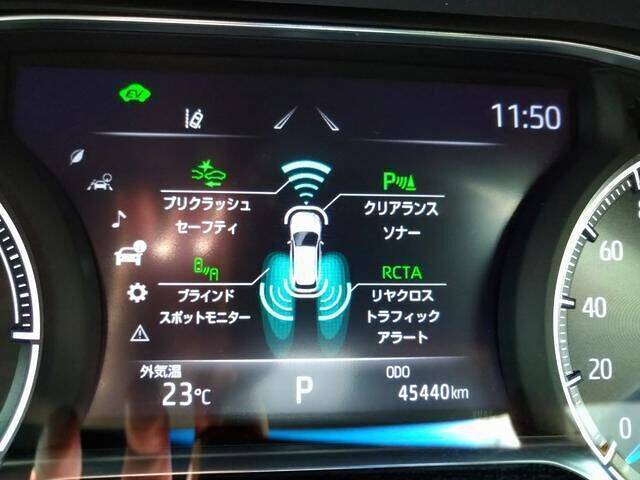 EV
11:50
プリクラッシュ
セーフティ
P
クリアランス
ソナー
ブラインド
スポットモニター
RCTA
リヤクロス
トラフィック
アラート
外気温
23℃
P
ODO
45440km
60
40
20
0